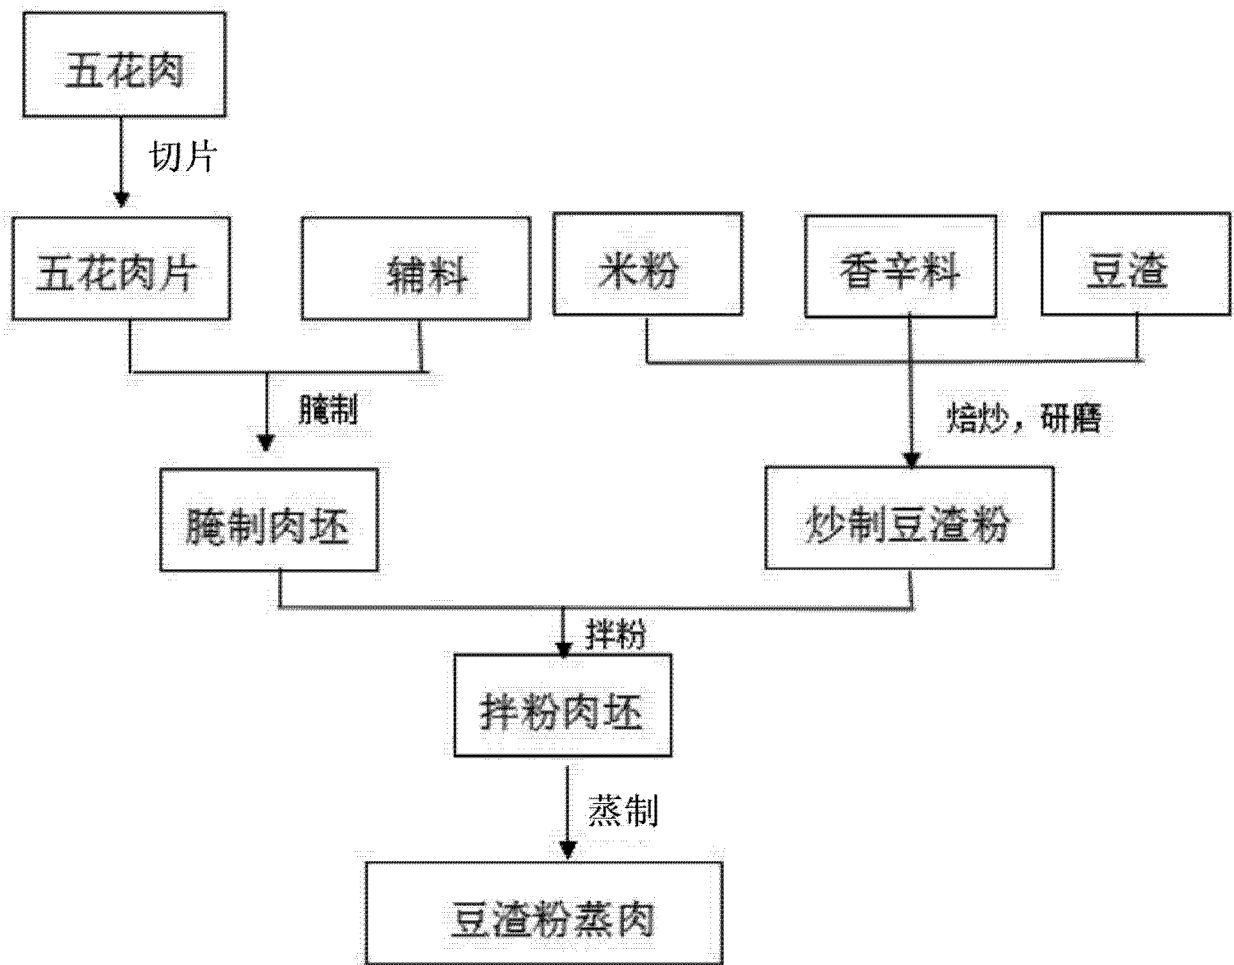 五花肉
切片
五花肉片
辅料
米粉
香辛料
豆渣
腌制
焙炒，研磨
腌制肉坯
炒制豆渣粉
拌粉
拌粉肉坯
蒸制
豆渣粉蒸肉